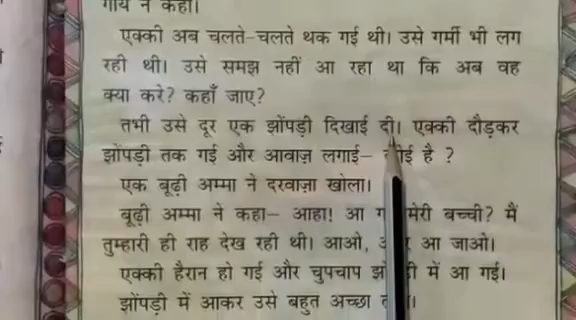 गाय ने कहा।
एक्की अब चलते-चलते थक गई थी। उसे गर्मी भी लग
रही थी। उसे समझ नहीं आ रहा था कि अब वह
क्या करे? कहाँ जाए?
तभी उसे दूर एक झोंपड़ी दिखाई दी। एक्की दौड़कर
झोंपड़ी तक गई और आवाज़ लगाई– है ?
एक बूढ़ी अम्मा ने दरवाज़ा खोला।
बूढ़ी अम्मा ने कहा– आहा! आ मेरी बच्ची? मैं
तुम्हारी ही राह देख रही थी। आओ, आ जाओ।
एक्की हैरान हो गई और चुपचाप में आ गई।
झोंपड़ी में आकर उसे बहुत अच्छा